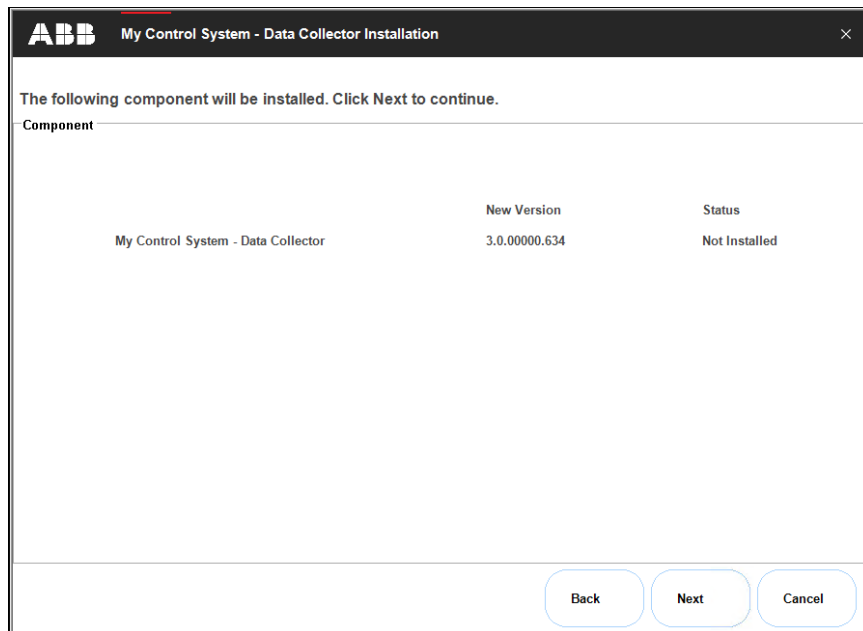 ABB My Control System - Data Collector Installation
The following component will be installed. Click Next to continue.
Component
New Version Status
My Control System - Data Collector 3.0.00000.634 Not Installed
Back Next Cancel